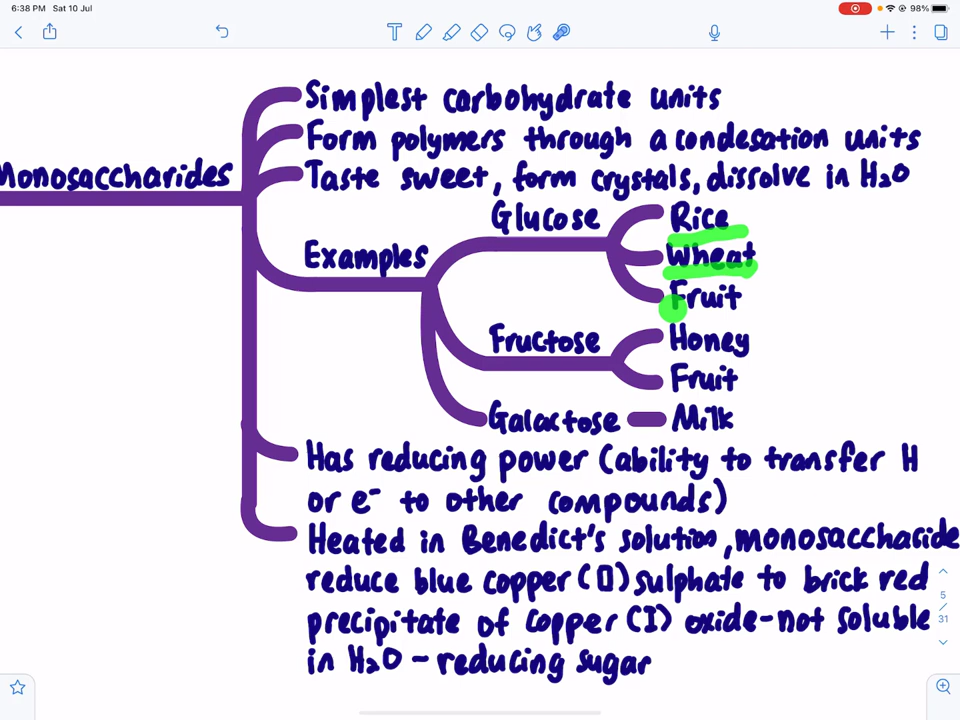 6:38 PM Sat 10 Jul
98%
T
Simplest carbohydrate units
Form polymers through a condesation units
Monosaccharides
Taste sweet, form crystals, dissolve in H₂O
Glucose
Rice
Examples
Wheat
Fruit
Fructose
Honey
Fruit
Galactose
Milk
Has reducing power (ability to transfer H
or e⁻ to other compounds)
Heated in Benedict's solution, monosaccharide
reduce blue copper (II) sulphate to brick red
precipitate of copper (I) oxide - not soluble
in H₂O - reducing sugar
5
/
31